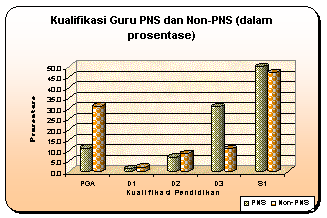 Kualifikasi Guru PNS dan Non-PNS (dalam
prosentase)
Prosentase
50.0
45.0
40.0
35.0
30.0
25.0
20.0
15.0
10.0
5.0
0.0
PGA D1 D2 D3 S1
Kualifikasi Pendidikan
PNS Non-PNS